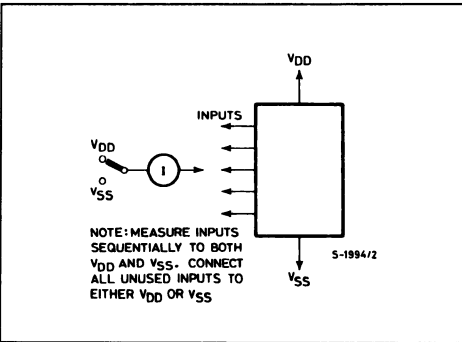 VDD
INPUTS
VDD
I
VSS
NOTE: MEASURE INPUTS
SEQUENTIALLY TO BOTH
VDD AND VSS. CONNECT
ALL UNUSED INPUTS TO
EITHER VDD OR VSS
S-1994/2
VSS